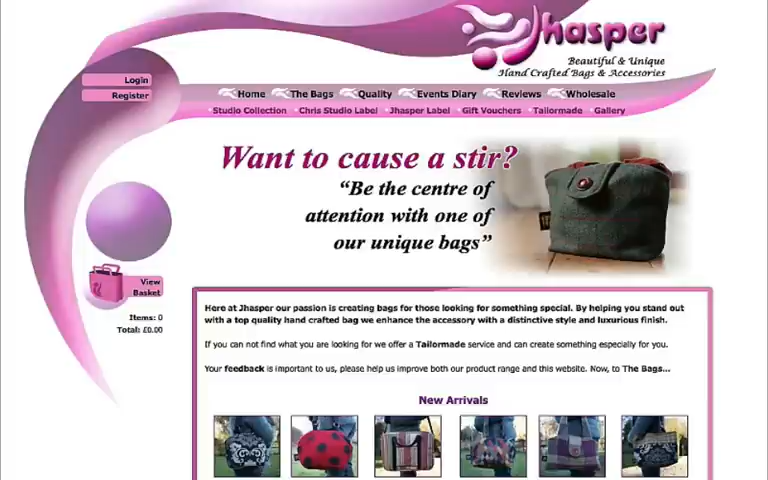 Jhasper
Beautiful & Unique
Hand Crafted Bags & Accessories
Login
Register
Home The Bags Quality Events Diary Reviews Wholesale
Studio Collection Chris Studio Label Jhasper Label Gift Vouchers Tailormade Gallery
Want to cause a stir?
“Be the centre of
attention with one of
our unique bags”
View
Basket
Items: 0
Total: £0.00
Here at Jhasper our passion is creating bags for those looking for something special. By helping you stand out
with a top quality hand crafted bag we enhance the accessory with a distinctive style and luxurious finish.
If you can not find what you are looking for we offer a Tailormade service and can create something especially for you.
Your feedback is important to us, please help us improve both our product range and this website. Now, to The Bags...
New Arrivals